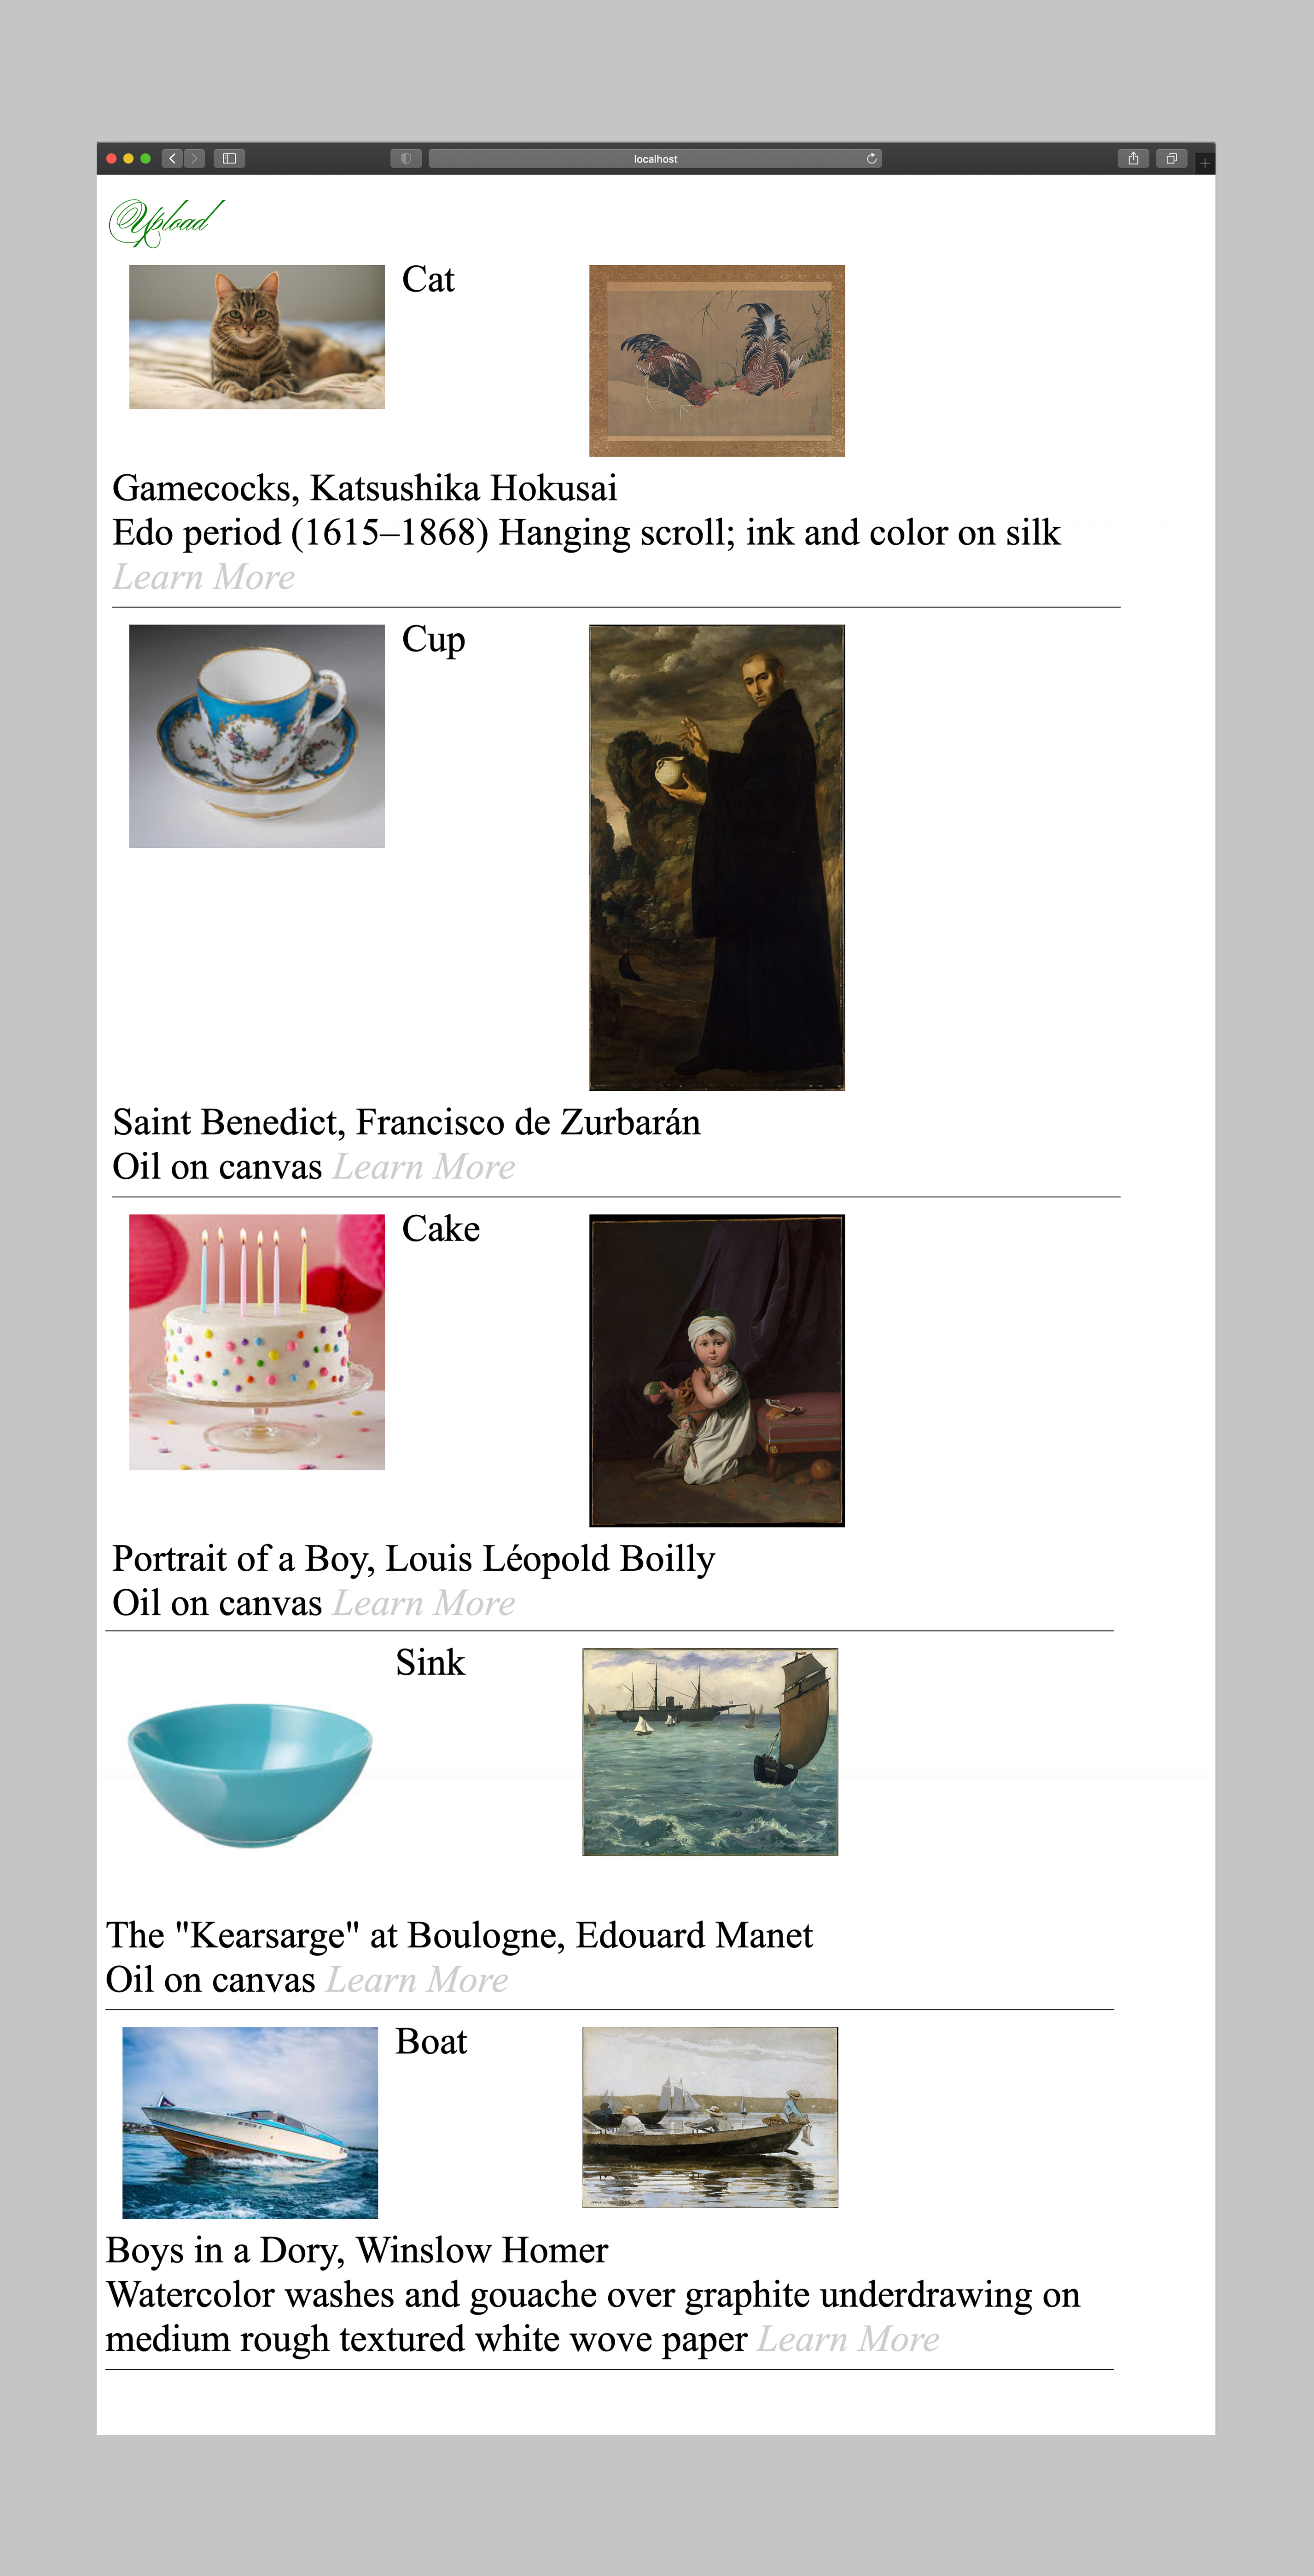 localhost
Upload
Cat
Gamecocks, Katsushika Hokusai
Edo period (1615–1868) Hanging scroll; ink and color on silk
Learn More
Cup
Saint Benedict, Francisco de Zurbarán
Oil on canvas Learn More
Cake
Portrait of a Boy, Louis Léopold Boilly
Oil on canvas Learn More
Sink
The "Kearsarge" at Boulogne, Edouard Manet
Oil on canvas Learn More
Boat
Boys in a Dory, Winslow Homer
Watercolor washes and gouache over graphite underdrawing on
medium rough textured white wove paper Learn More